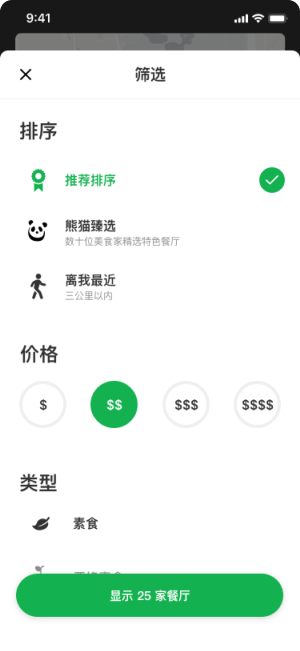 9:41
筛选
排序
推荐排序
熊猫臻选
数十位美食家精选特色餐厅
离我最近
三公里以内
价格
$
$$
$$$
$$$$
类型
素食
显示 25 家餐厅